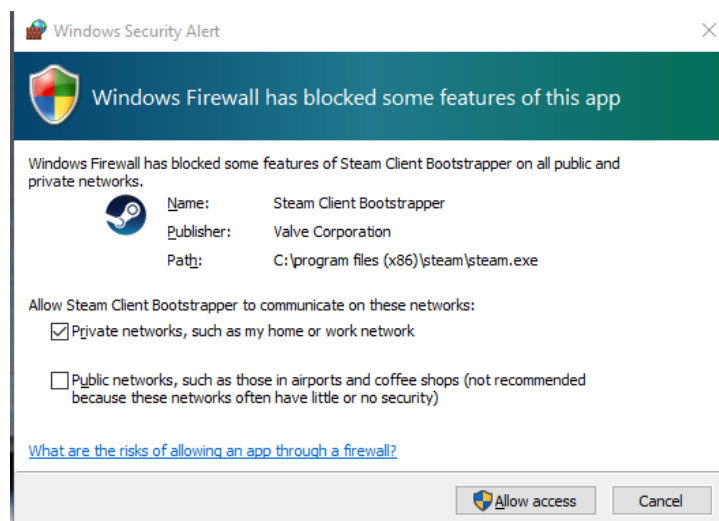 Windows Security Alert
Windows Firewall has blocked some features of this app
Windows Firewall has blocked some features of Steam Client Bootstrapper on all public and
private networks.
Name: Steam Client Bootstrapper
Publisher: Valve Corporation
Path: C:\program files (x86)\steam\steam.exe
Allow Steam Client Bootstrapper to communicate on these networks:
Private networks, such as my home or work network
Public networks, such as those in airports and coffee shops (not recommended
because these networks often have little or no security)
What are the risks of allowing an app through a firewall?
Allow access Cancel